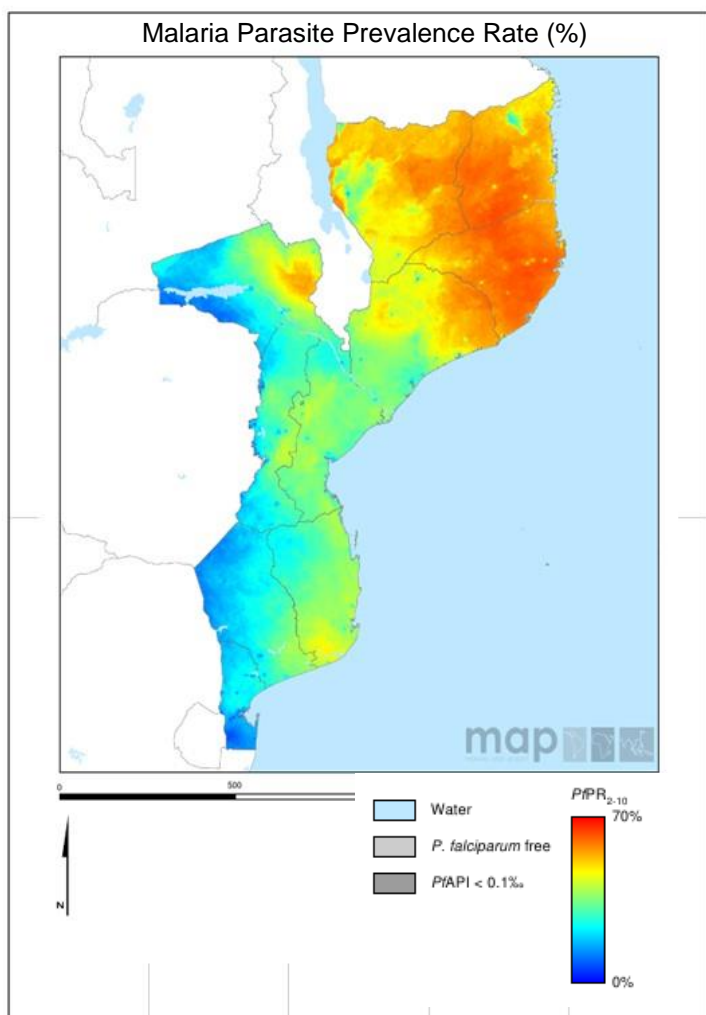 Malaria Parasite Prevalence Rate (%)
map
0
500
Water
P. falciparum free
PfAPI < 0.1‰
PfPR2-10
70%
0%
N